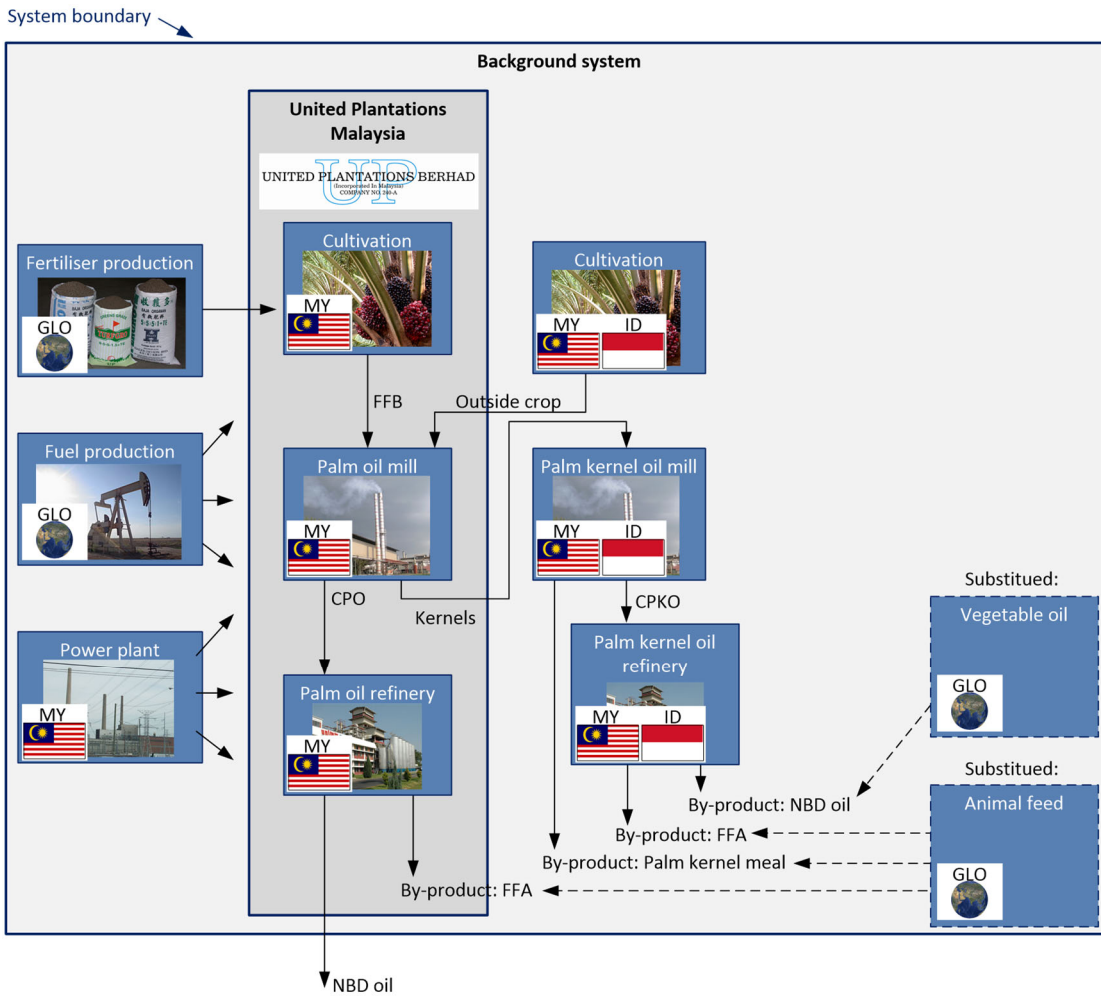 System boundary
Background system
United Plantations
Malaysia
UP
UNITED PLANTATIONS BERHAD
(Incorporated In Malaysia)
COMPANY NO. 240-A
Fertiliser production
GLO
Cultivation
MY
Cultivation
MY ID
FFB
Outside crop
Fuel production
GLO
Palm oil mill
MY
Palm kernel oil mill
MY ID
CPO
Kernels
CPKO
Power plant
MY
Palm oil refinery
MY
Palm kernel oil
refinery
MY ID
Substitued:
Vegetable oil
GLO
By-product: NBD oil
By-product: FFA
By-product: Palm kernel meal
By-product: FFA
Substitued:
Animal feed
GLO
NBD oil